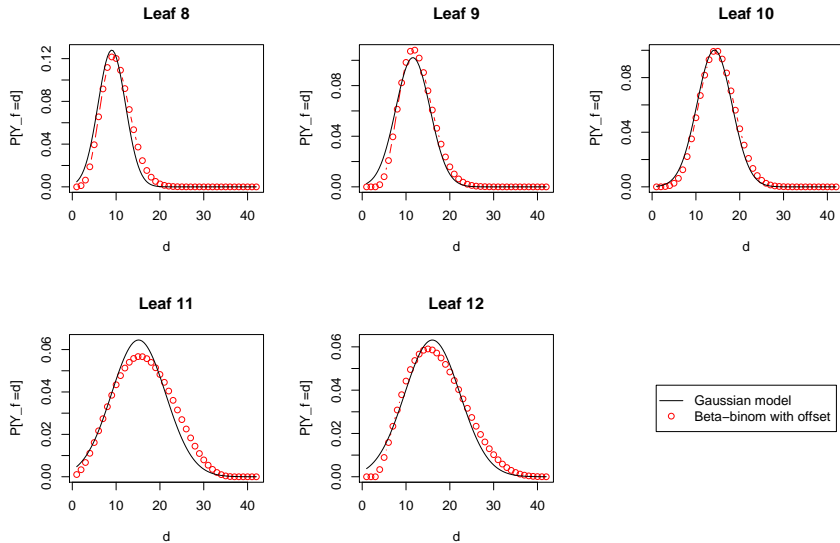 Leaf 8
P[Y_f =d]
0.00 0.04 0.08 0.12
0 10 20 30 40
d
Leaf 9
P[Y_f =d]
0.00 0.04 0.08
0 10 20 30 40
d
Leaf 10
P[Y_f =d]
0.00 0.04 0.08
0 10 20 30 40
d
Leaf 11
P[Y_f =d]
0.00 0.02 0.04 0.06
0 10 20 30 40
d
Leaf 12
P[Y_f =d]
0.00 0.02 0.04 0.06
0 10 20 30 40
d
Gaussian model
Beta−binom with offset